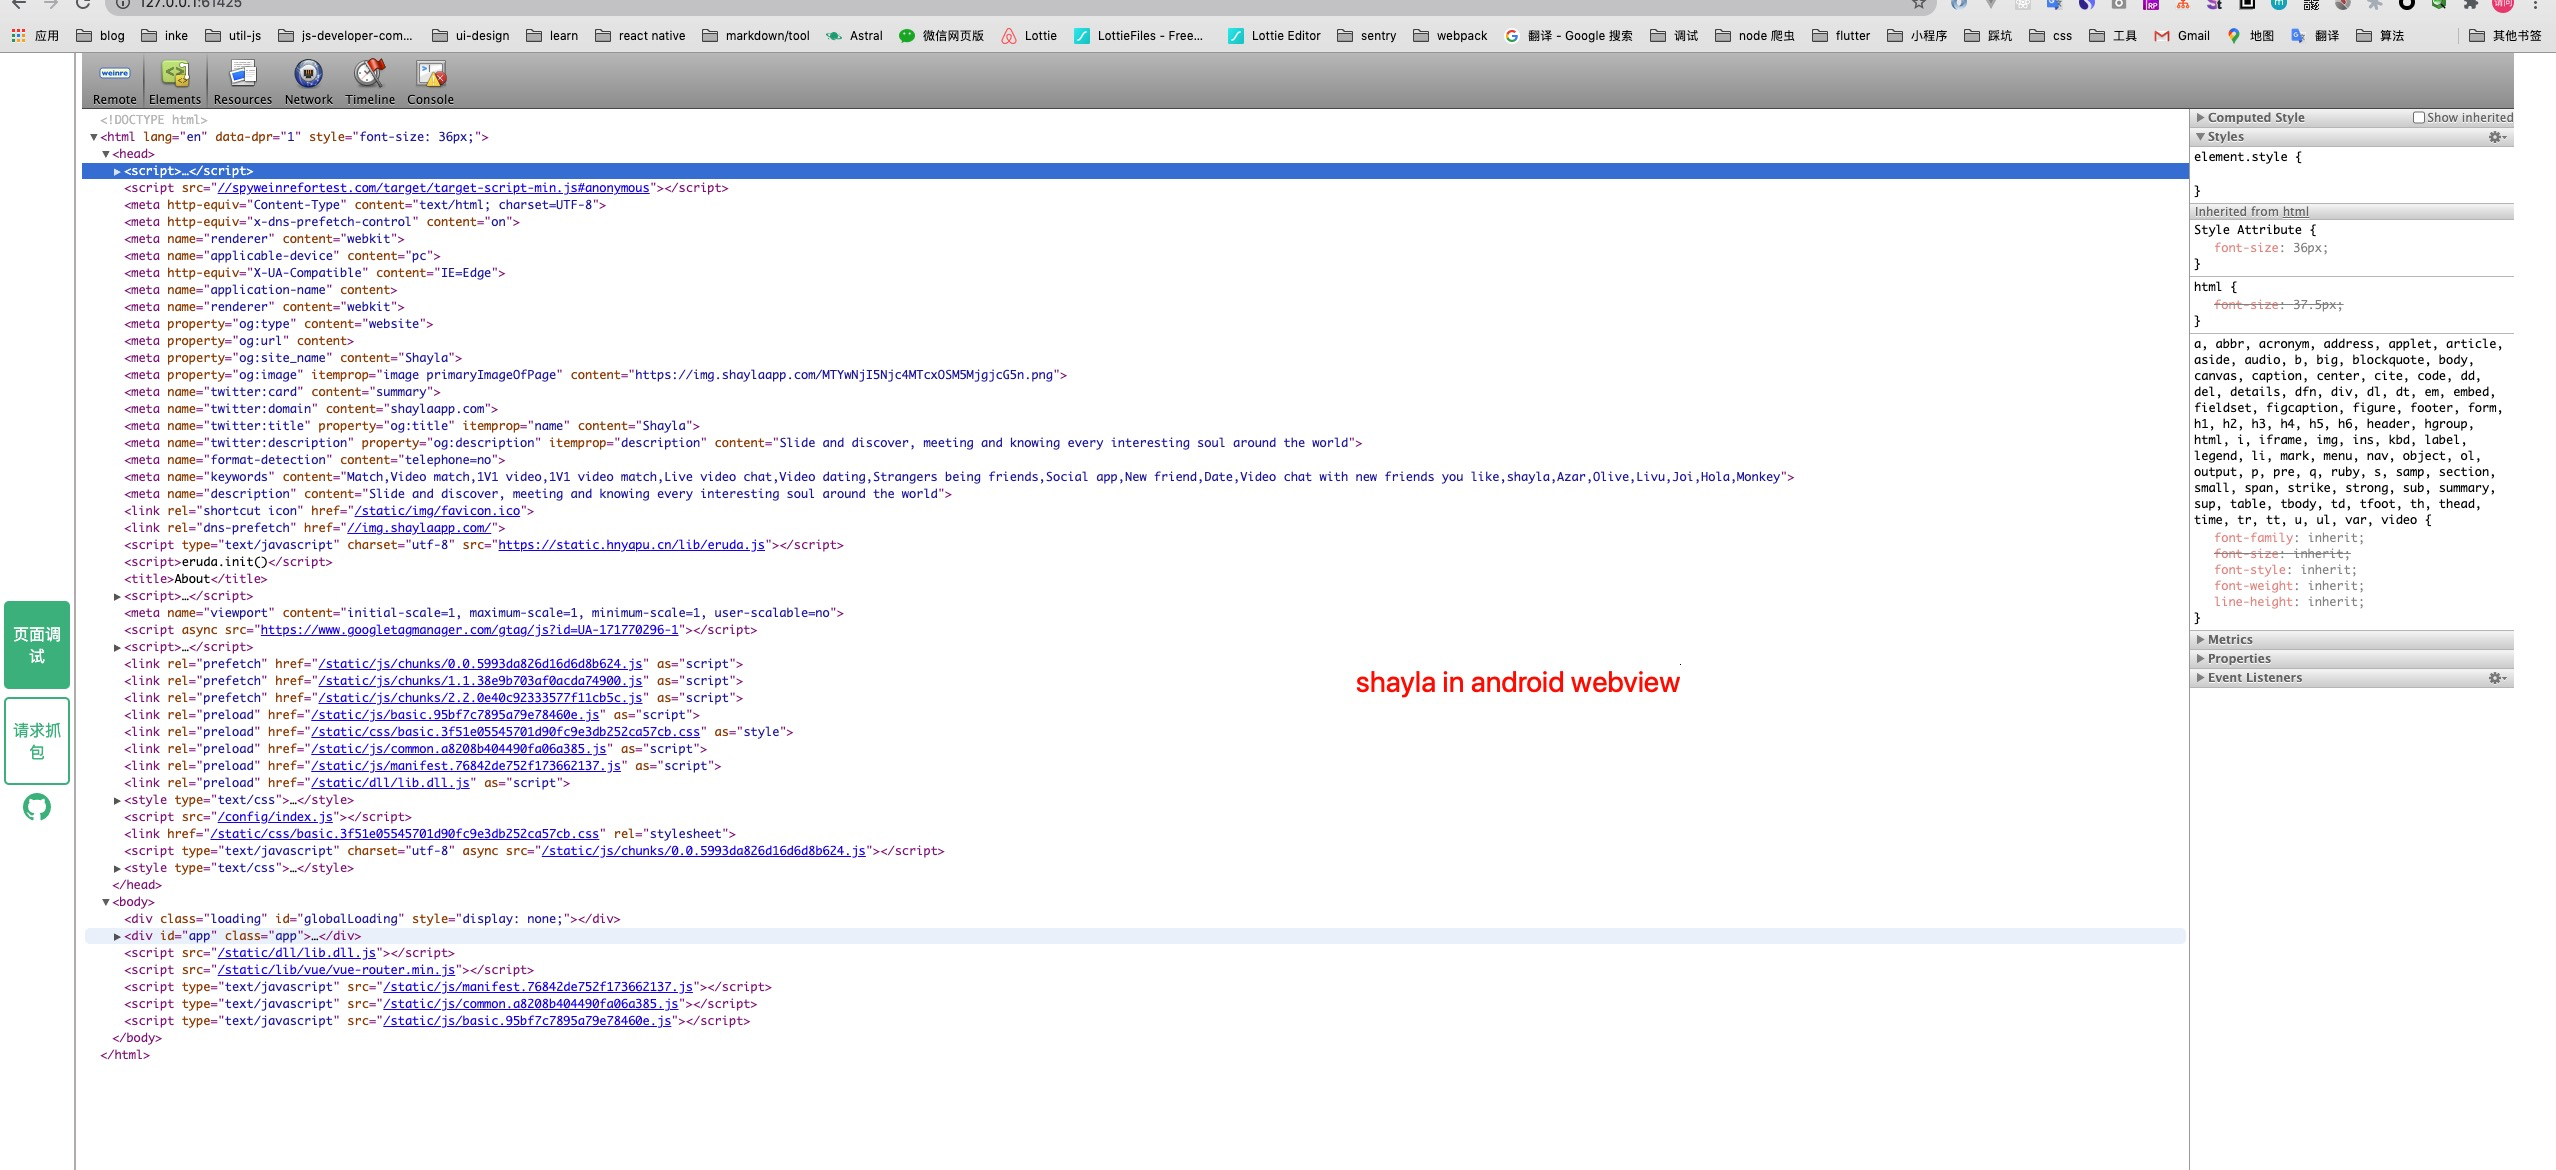 127.0.0.1:61425
应用 blog inke util-js js-developer-com... ui-design learn react native markdown/tool Astral 微信网页版 Lottie LottieFiles - Free... Lottie Editor sentry webpack 翻译 - Google 搜索 调试 node 爬虫 flutter 小程序 踩坑 css 工具 Gmail 地图 翻译 算法 其他书签
weinre
Remote Elements Resources Network Timeline Console
<!DOCTYPE html>
<html lang="en" data-dpr="1" style="font-size: 36px;">
<head>
<script>…</script>
<script src="//spyweinrefortest.com/target/target-script-min.js#anonymous"></script>
<meta http-equiv="Content-Type" content="text/html; charset=UTF-8">
<meta http-equiv="x-dns-prefetch-control" content="on">
<meta name="renderer" content="webkit">
<meta name="applicable-device" content="pc">
<meta http-equiv="X-UA-Compatible" content="IE=Edge">
<meta name="application-name" content>
<meta name="renderer" content="webkit">
<meta property="og:type" content="website">
<meta property="og:url" content>
<meta property="og:site_name" content="Shayla">
<meta property="og:image" itemprop="image primaryImageOfPage" content="https://img.shaylaapp.com/MTYwNjI5Njc4MTcxOSM5MjgjcG5n.png">
<meta name="twitter:card" content="summary">
<meta name="twitter:domain" content="shaylaapp.com">
<meta name="twitter:title" property="og:title" itemprop="name" content="Shayla">
<meta name="twitter:description" property="og:description" itemprop="description" content="Slide and discover, meeting and knowing every interesting soul around the world">
<meta name="format-detection" content="telephone=no">
<meta name="keywords" content="Match,Video match,1V1 video,1V1 video match,Live video chat,Video dating,Strangers being friends,Social app,New friend,Date,Video chat with new friends you like,shayla,Azar,Olive,Livu,Joi,Hola,Monkey">
<meta name="description" content="Slide and discover, meeting and knowing every interesting soul around the world">
<link rel="shortcut icon" href="/static/img/favicon.ico">
<link rel="dns-prefetch" href="//img.shaylaapp.com/">
<script type="text/javascript" charset="utf-8" src="https://static.hnyapu.cn/lib/eruda.js"></script>
<script>eruda.init()</script>
<title>About</title>
<script>…</script>
<meta name="viewport" content="initial-scale=1, maximum-scale=1, minimum-scale=1, user-scalable=no">
<script async src="https://www.googletagmanager.com/gtag/js?id=UA-171770296-1"></script>
<script>…</script>
<link rel="prefetch" href="/static/js/chunks/0.0.5993da826d16d6d8b624.js" as="script">
<link rel="prefetch" href="/static/js/chunks/1.1.38e9b703af0acda74900.js" as="script">
<link rel="prefetch" href="/static/js/chunks/2.2.0e40c92333577f11cb5c.js" as="script">
<link rel="preload" href="/static/js/basic.95bf7c7895a79e78460e.js" as="script">
<link rel="preload" href="/static/css/basic.3f51e05545701d90fc9e3db252ca57cb.css" as="style">
<link rel="preload" href="/static/js/common.a8208b404490fa06a385.js" as="script">
<link rel="preload" href="/static/js/manifest.76842de752f173662137.js" as="script">
<link rel="preload" href="/static/dll/lib.dll.js" as="script">
<style type="text/css">…</style>
<script src="/config/index.js"></script>
<link href="/static/css/basic.3f51e05545701d90fc9e3db252ca57cb.css" rel="stylesheet">
<script type="text/javascript" charset="utf-8" async src="/static/js/chunks/0.0.5993da826d16d6d8b624.js"></script>
<style type="text/css">…</style>
</head>
<body>
<div class="loading" id="globalLoading" style="display: none;"></div>
<div id="app" class="app">…</div>
<script src="/static/dll/lib.dll.js"></script>
<script src="/static/lib/vue/vue-router.min.js"></script>
<script type="text/javascript" src="/static/js/manifest.76842de752f173662137.js"></script>
<script type="text/javascript" src="/static/js/common.a8208b404490fa06a385.js"></script>
<script type="text/javascript" src="/static/js/basic.95bf7c7895a79e78460e.js"></script>
</body>
</html>
页面调
试
请求抓
包
shayla in android webview
Computed Style Show inherited
Styles
element.style {
}
Inherited from html
Style Attribute {
font-size: 36px;
}
html {
font-size: 37.5px;
}
a, abbr, acronym, address, applet, article,
aside, audio, b, big, blockquote, body,
canvas, caption, center, cite, code, dd,
del, details, dfn, div, dl, dt, em, embed,
fieldset, figcaption, figure, footer, form,
h1, h2, h3, h4, h5, h6, header, hgroup,
html, i, iframe, img, ins, kbd, label,
legend, li, mark, menu, nav, object, ol,
output, p, pre, q, ruby, s, samp, section,
small, span, strike, strong, sub, summary,
sup, table, tbody, td, tfoot, th, thead,
time, tr, tt, u, ul, var, video {
font-family: inherit;
font-size: inherit;
font-style: inherit;
font-weight: inherit;
line-height: inherit;
}
Metrics
Properties
Event Listeners